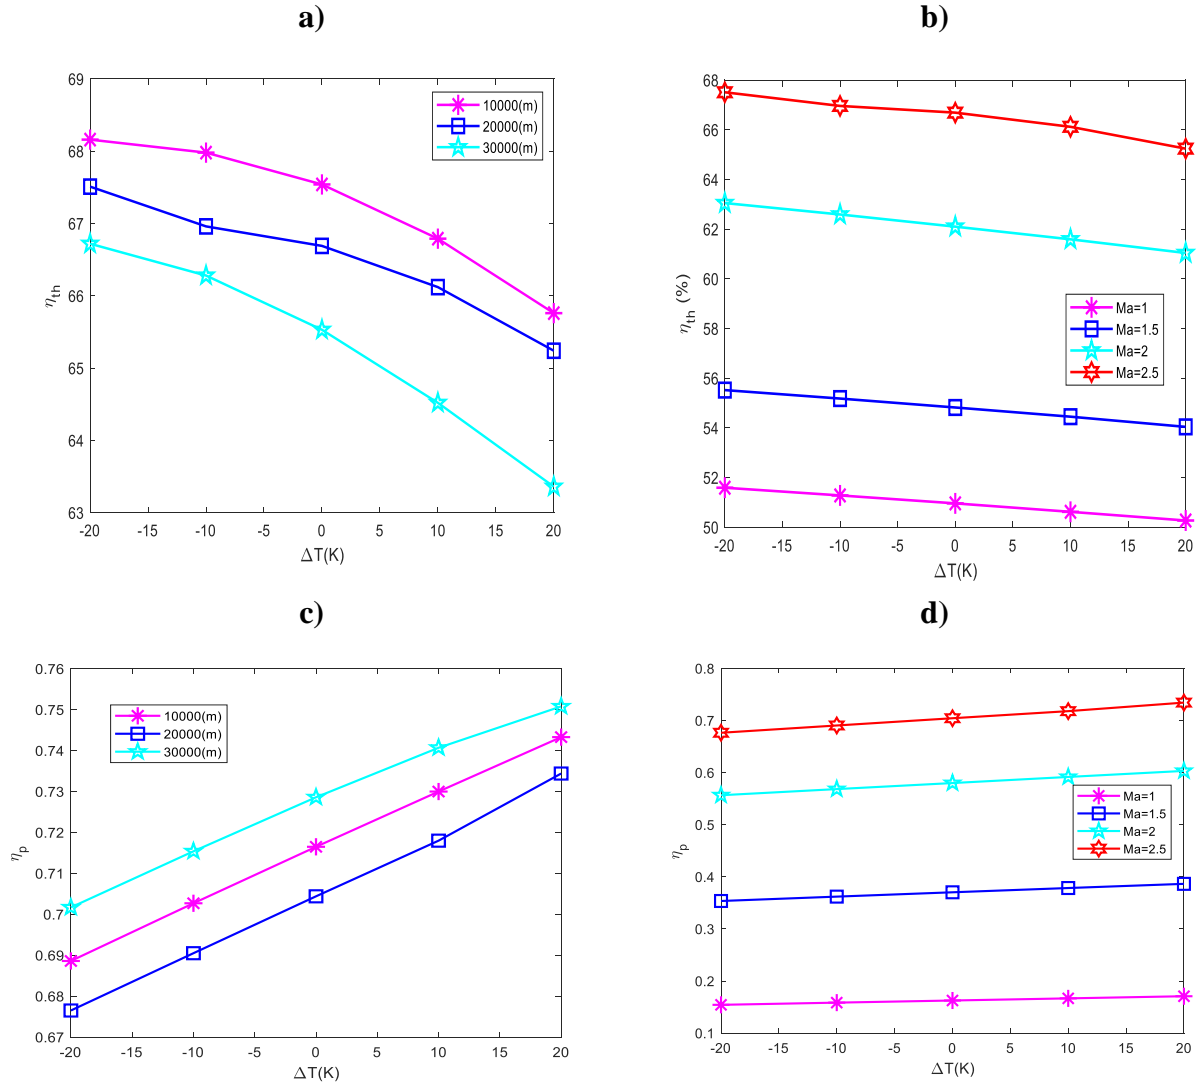 a)
69
68
67
66
65
64
63
-20
-15
-10
-5
0
5
10
15
20
ηth
ΔT(K)
10000(m)
20000(m)
30000(m)
b)
68
66
64
62
60
58
56
54
52
50
-20
-15
-10
-5
0
5
10
15
20
ηth (%)
ΔT(K)
Ma=1
Ma=1.5
Ma=2
Ma=2.5
c)
0.76
0.75
0.74
0.73
0.72
0.71
0.7
0.69
0.68
0.67
-20
-15
-10
-5
0
5
10
15
20
ηp
ΔT(K)
10000(m)
20000(m)
30000(m)
d)
0.8
0.7
0.6
0.5
0.4
0.3
0.2
0.1
-20
-15
-10
-5
0
5
10
15
20
ηp
ΔT(K)
Ma=1
Ma=1.5
Ma=2
Ma=2.5